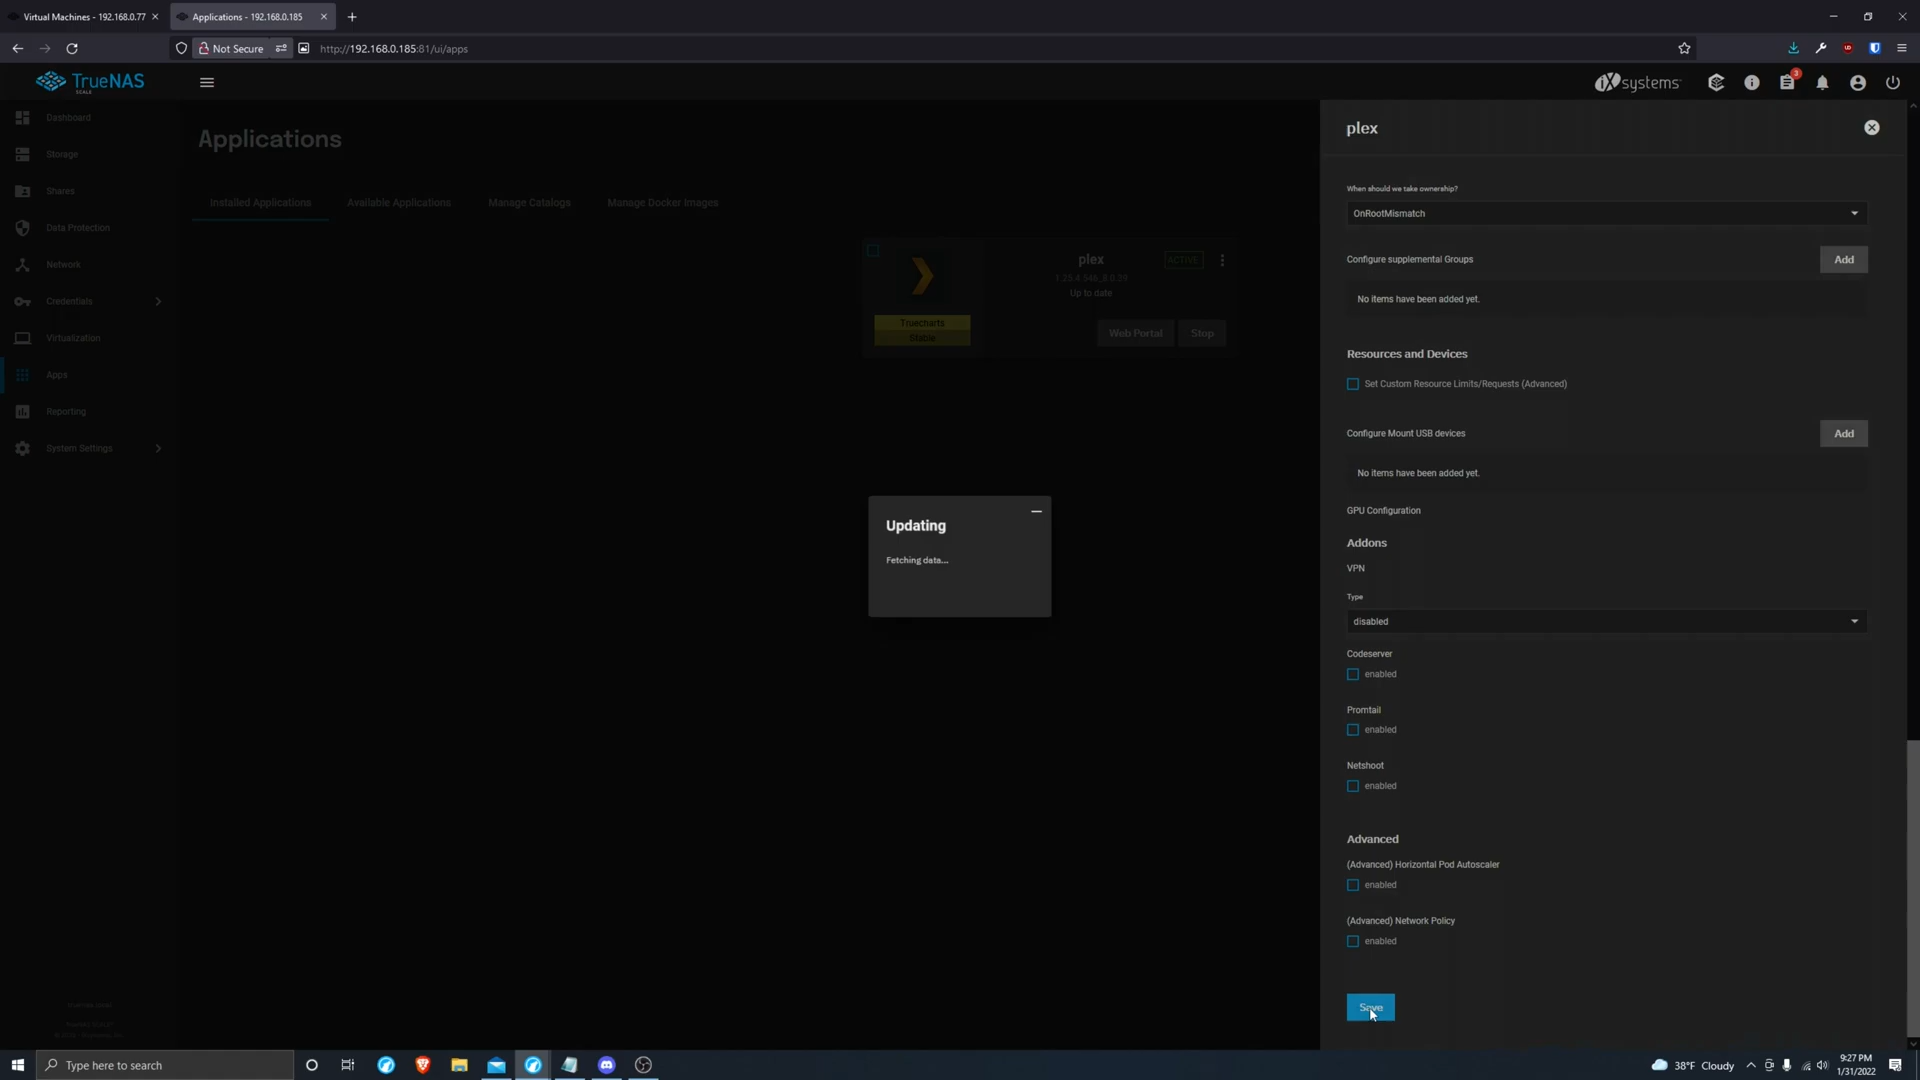 Virtual Machines - 192.168.0.77
Applications - 192.168.0.185
Not Secure
http://192.168.0.185:81/ui/apps
TrueNAS
SCALE
iXsystems
3
Dashboard
Storage
Shares
Data Protection
Network
Credentials
Virtualization
Apps
Reporting
System Settings
Applications
Installed Applications
Available Applications
Manage Catalogs
Manage Docker Images
plex
ACTIVE
Up to date
Truecharts
Stable
Web Portal
Stop
Updating
Fetching data...
plex
When should we take ownership?
OnRootMismatch
Configure supplemental Groups
Add
No items have been added yet.
Resources and Devices
Set Custom Resource Limits/Requests (Advanced)
Configure Mount USB devices
Add
No items have been added yet.
GPU Configuration
Addons
VPN
Type
disabled
Codeserver
enabled
Promtail
enabled
Netshoot
enabled
Advanced
(Advanced) Horizontal Pod Autoscaler
enabled
(Advanced) Network Policy
enabled
Save
Type here to search
38°F Cloudy
9:27 PM
1/31/2022